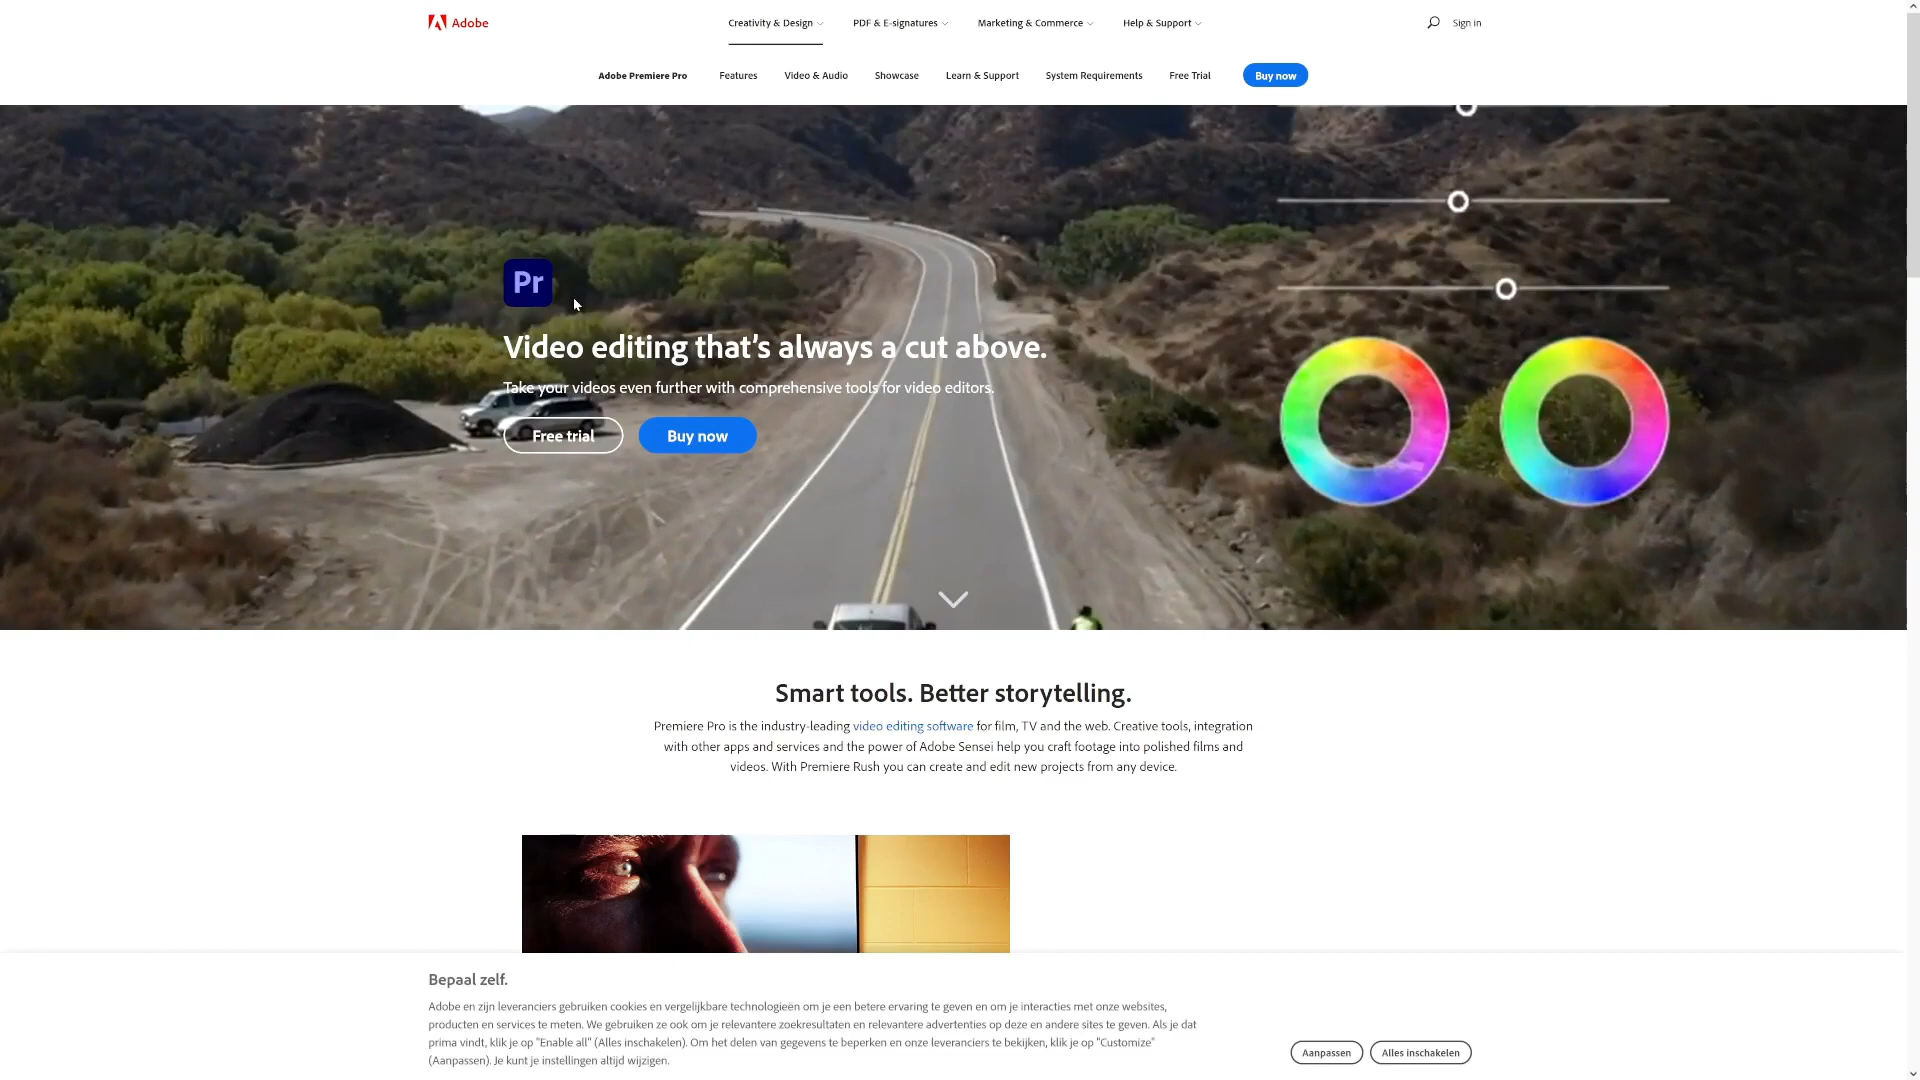 Adobe
Creativity & Design
PDF & E-signatures
Marketing & Commerce
Help & Support
Sign in
Adobe Premiere Pro
Features
Video & Audio
Showcase
Learn & Support
System Requirements
Free Trial
Buy now
Pr
Video editing that’s always a cut above.
Take your videos even further with comprehensive tools for video editors.
Free trial
Buy now
Smart tools. Better storytelling.
Premiere Pro is the industry-leading video editing software for film, TV and the web. Creative tools, integration
with other apps and services and the power of Adobe Sensei help you craft footage into polished films and
videos. With Premiere Rush you can create and edit new projects from any device.
Bepaal zelf.
Adobe en zijn leveranciers gebruiken cookies en vergelijkbare technologieën om je een betere ervaring te geven en om je interacties met onze websites,
producten en services te meten. We gebruiken ze ook om je relevantere zoekresultaten en relevantere advertenties op deze en andere sites te geven. Als je dat
prima vindt, klik je op "Enable all" (Alles inschakelen). Om het delen van gegevens te beperken en onze leveranciers te bekijken, klik je op "Customize"
(Aanpassen). Je kunt je instellingen altijd wijzigen.
Aanpassen
Alles inschakelen